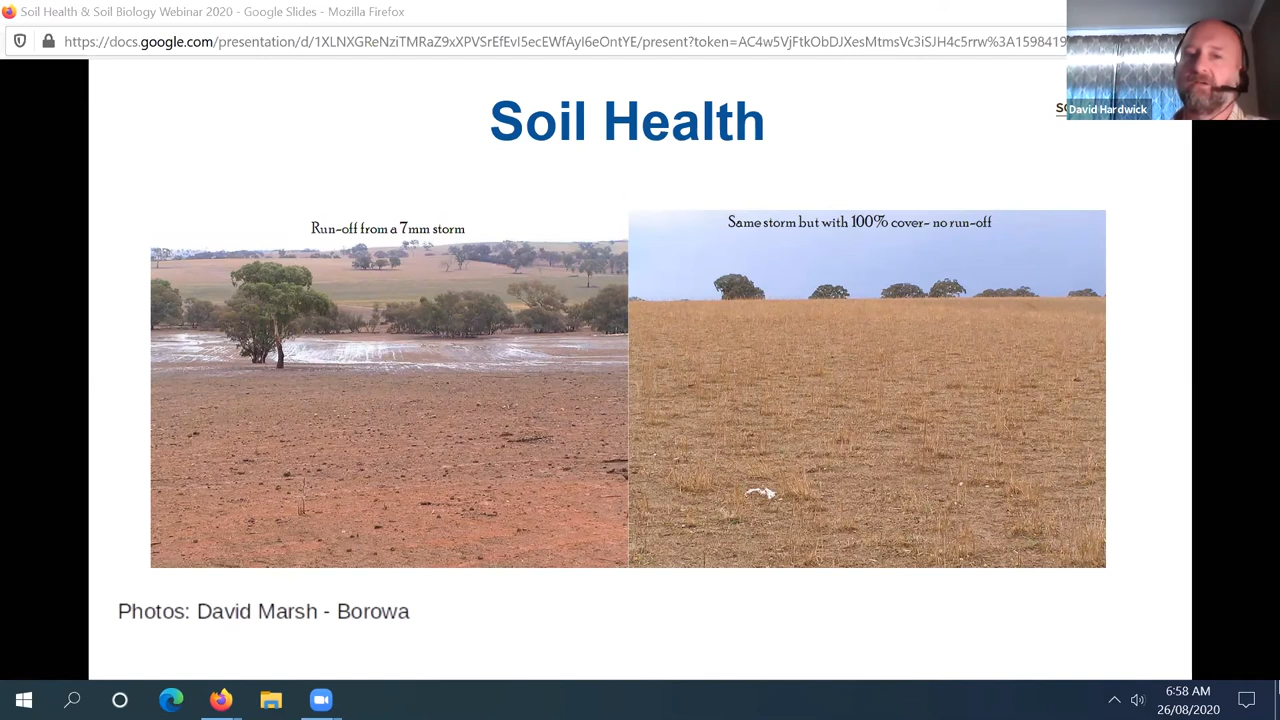 Soil Health & Soil Biology Webinar 2020 - Google Slides - Mozilla Firefox
https://docs.google.com/presentation/d/1XLNXGReNziTMRaZ9xXPVSrEfEvI5ecEWfAyI6eOntYE/present?token=AC4w5VjFtkObDJXesMtmsVc3iSJH4c5rrw%3A1598419
David Hardwick
Soil Health
Run-off from a 7mm storm
Same storm but with 100% cover- no run-off
Photos: David Marsh - Borowa
6:58 AM
26/08/2020